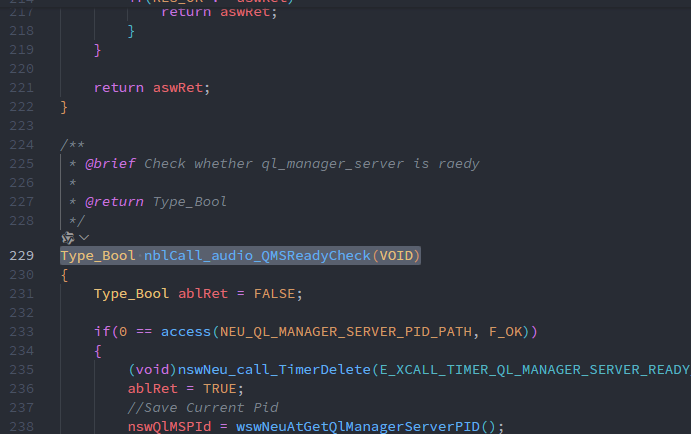 217 return aswRet;
218 }
219 }
220
221 return aswRet;
222 }
223
224 /**
225 * @brief Check whether ql_manager_server is raedy
226 *
227 * @return Type_Bool
228 */
229 Type_Bool nblCall_audio_QMSReadyCheck(VOID)
230 {
231 Type_Bool ablRet = FALSE;
232
233 if(0 == access(NEU_QL_MANAGER_SERVER_PID_PATH, F_OK))
234 {
235 (void)nswNeu_call_TimerDelete(E_XCALL_TIMER_QL_MANAGER_SERVER_READY
236 ablRet = TRUE;
237 //Save Current Pid
238 nswQlMSPId = wswNeuAtGetQlManagerServerPID();